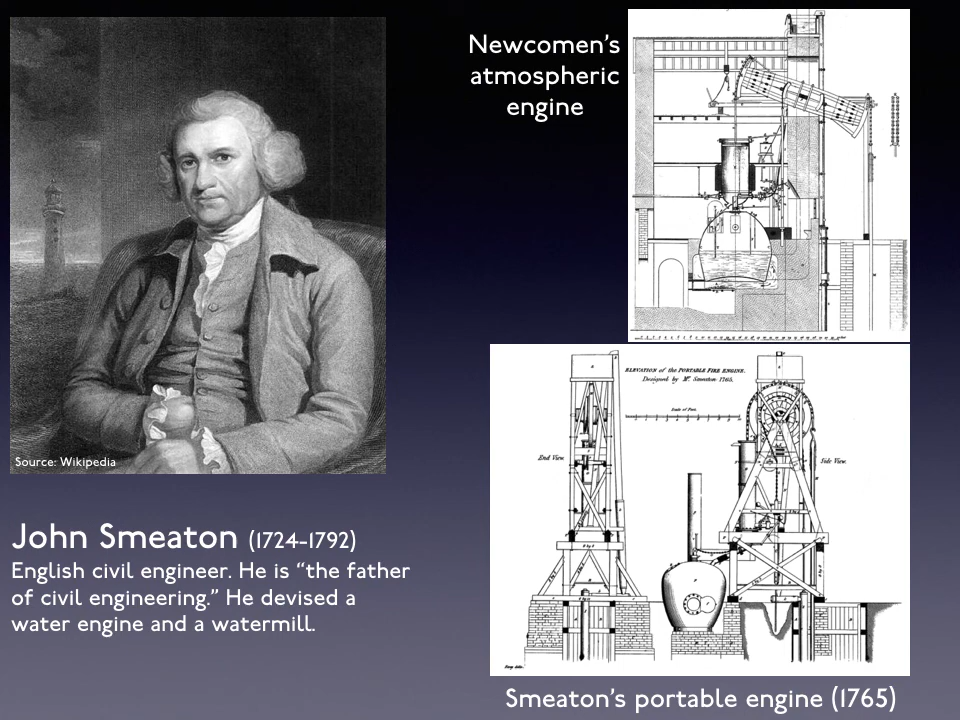 Newcomen’s
atmospheric
engine
Source: Wikipedia
John Smeaton (1724-1792)
English civil engineer. He is “the father
of civil engineering.” He devised a
water engine and a watermill.
ELEVATION of the PORTABLE FIRE ENGINE.
Designed by Mr. Smeaton 1765.
Scale of Feet.
End View
Side View.
Smeaton’s portable engine (1765)